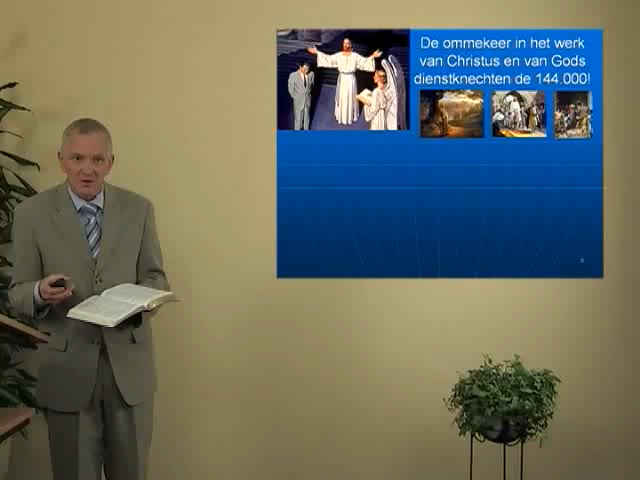 De ommekeer in het werk
van Christus en van Gods
dienstknechten de 144.000!